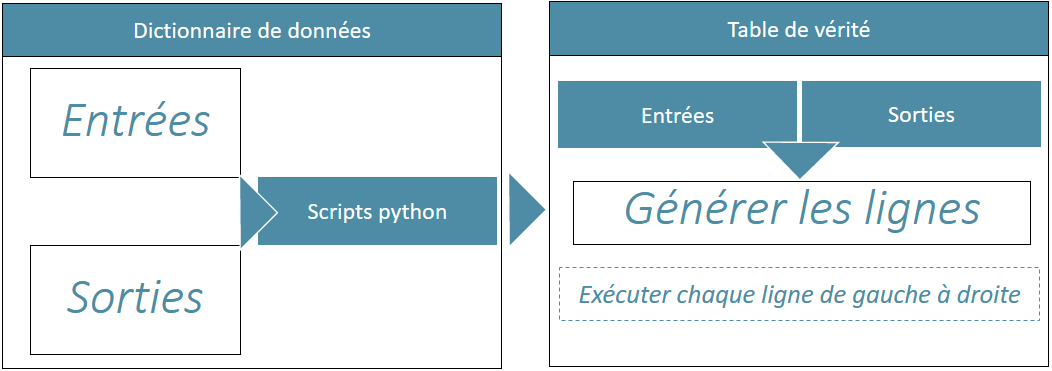 Dictionnaire de données
Entrées
Sorties
Scripts python
Table de vérité
Entrées
Sorties
Générer les lignes
Exécuter chaque ligne de gauche à droite